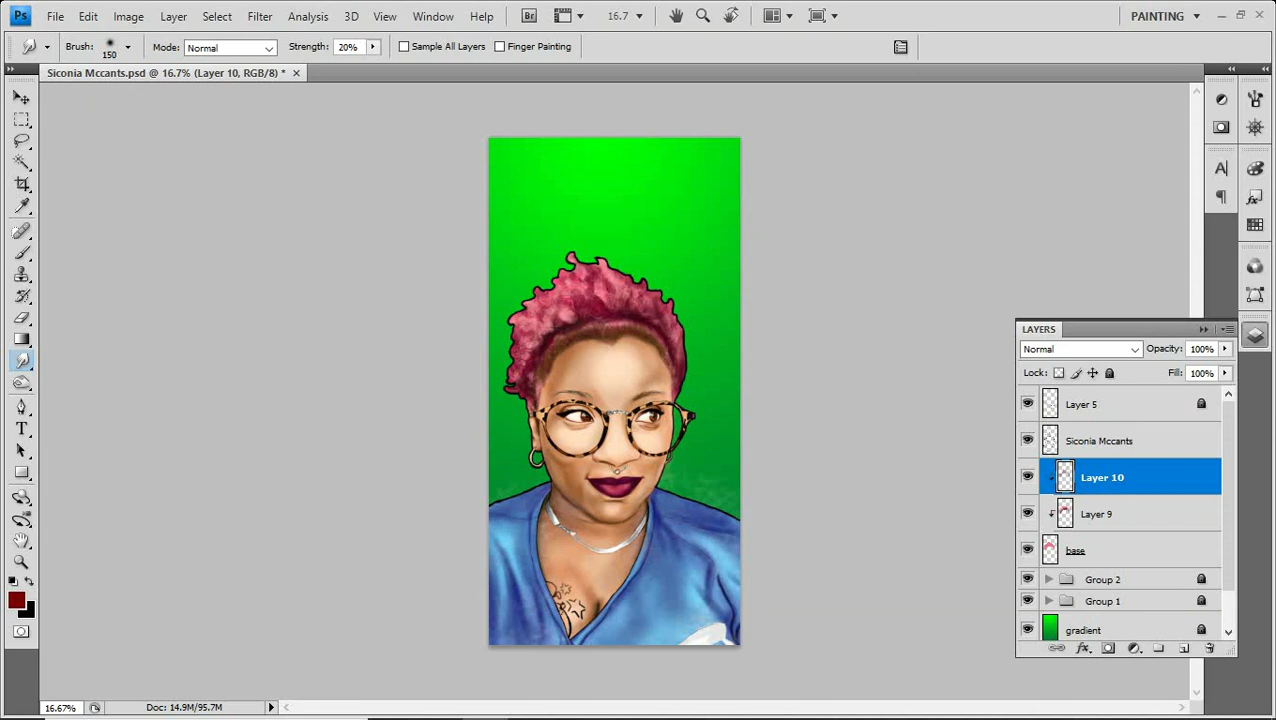 Ps File Edit Image Layer Select Filter Analysis 3D View Window Help Br 16.7 PAINTING
Brush: 150 Mode: Normal Strength: 20% Sample All Layers Finger Painting
Siconia Mccants.psd @ 16.7% (Layer 10, RGB/8) *
LAYERS
Normal Opacity: 100%
Lock: Fill: 100%
Layer 5
Siconia Mccants
Layer 10
Layer 9
base
Group 2
Group 1
gradient
16.67% Doc: 14.9M/95.7M